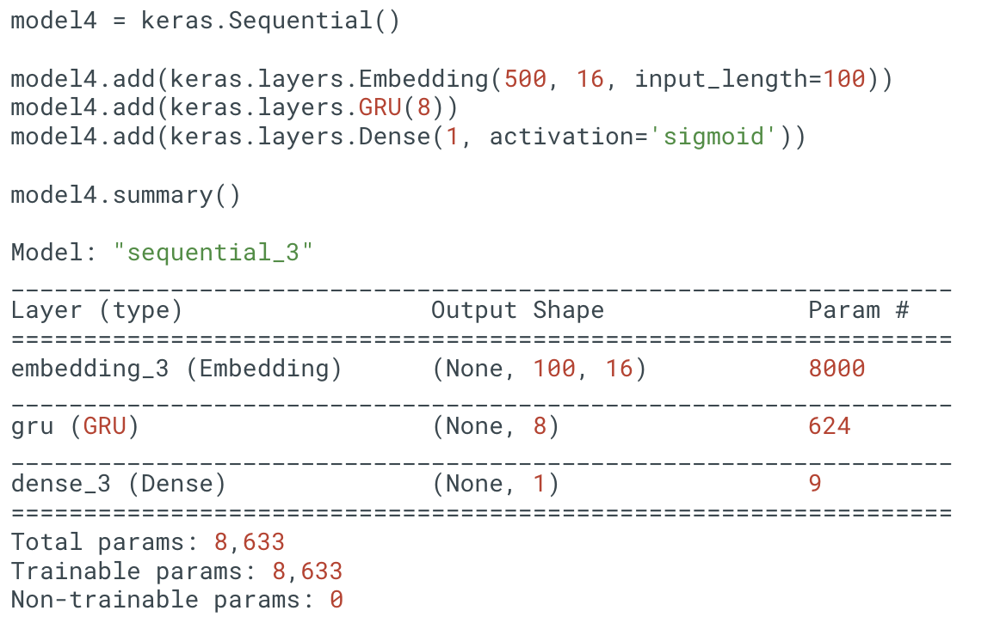 model4 = keras.Sequential()
model4.add(keras.layers.Embedding(500, 16, input_length=100))
model4.add(keras.layers.GRU(8))
model4.add(keras.layers.Dense(1, activation='sigmoid'))
model4.summary()
Model: "sequential_3"
_________________________________________________________________
Layer (type)                 Output Shape              Param #
=================================================================
embedding_3 (Embedding)      (None, 100, 16)           8000
_________________________________________________________________
gru (GRU)                    (None, 8)                 624
_________________________________________________________________
dense_3 (Dense)              (None, 1)                 9
=================================================================
Total params: 8,633
Trainable params: 8,633
Non-trainable params: 0